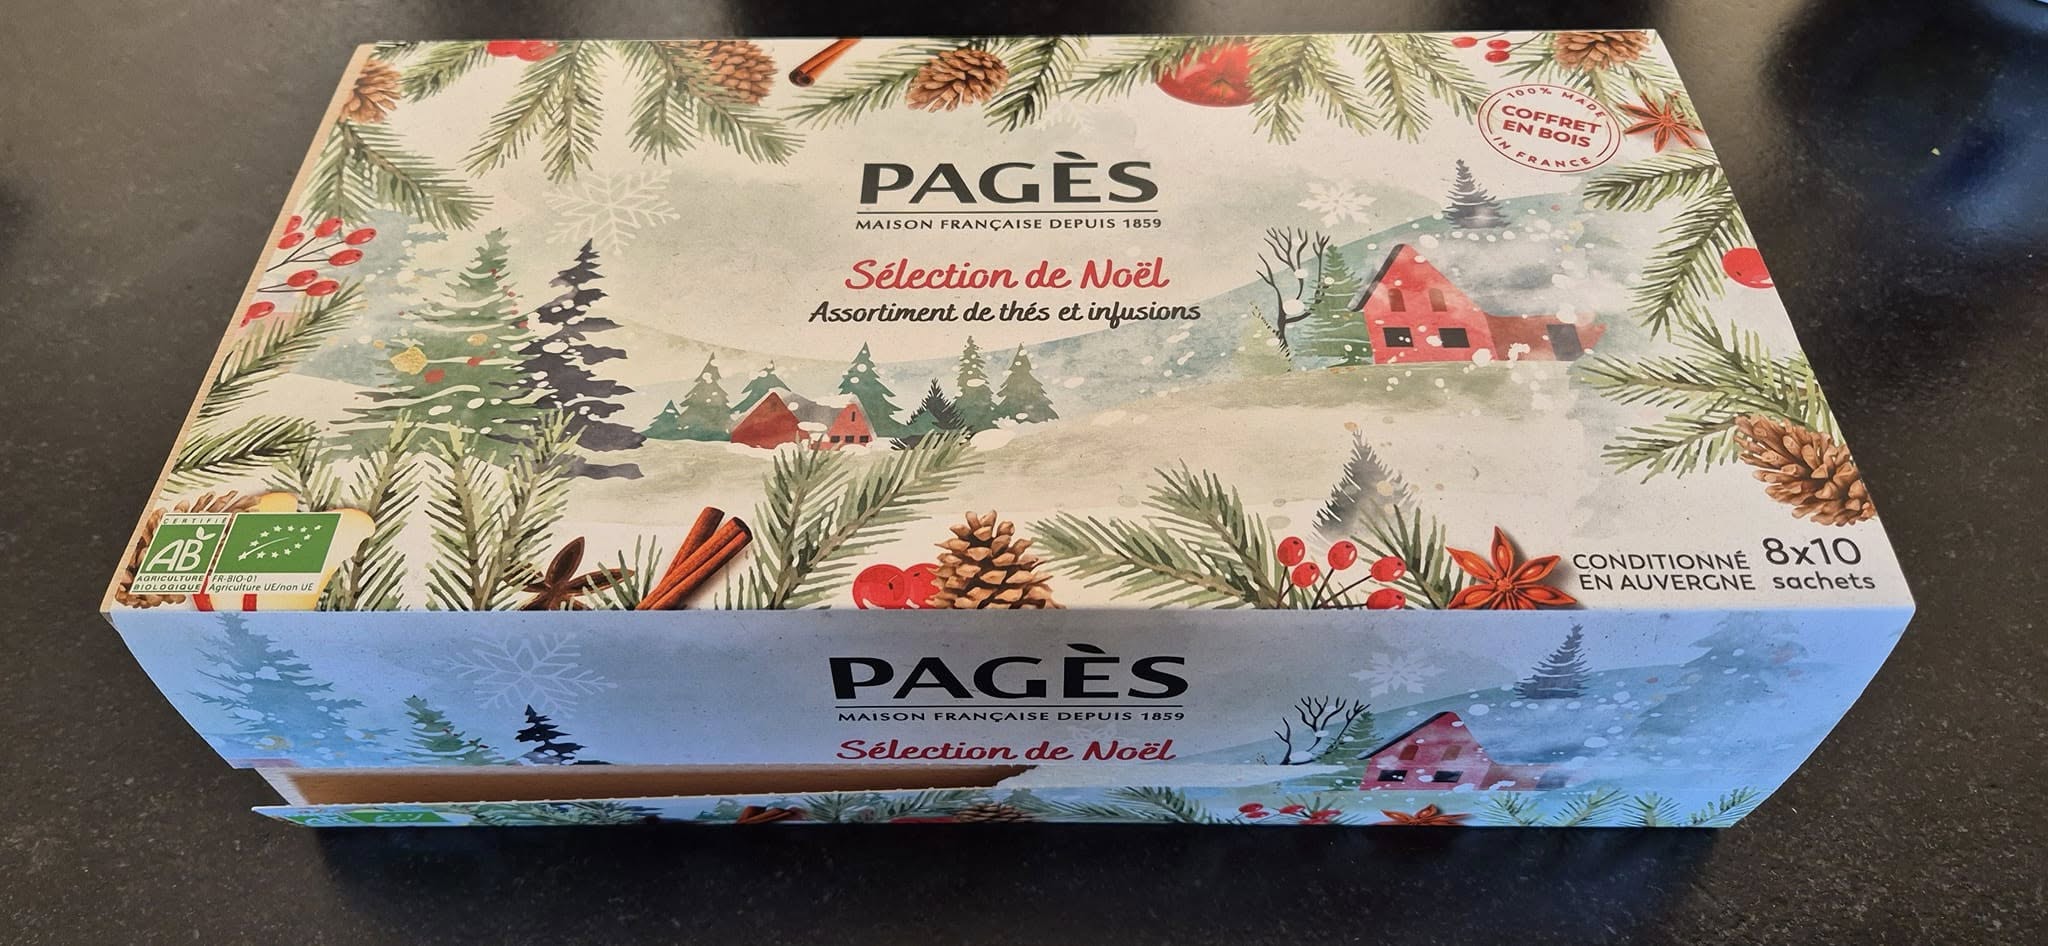 100% MADE
COFFRET
EN BOIS
IN FRANCE
PAGÈS
MAISON FRANÇAISE DEPUIS 1859
Sélection de Noël
Assortiment de thés et infusions
CERTIFIÉ
AB
AGRICULTURE
BIOLOGIQUE
FR-BIO-01
Agriculture UE/non UE
CONDITIONNÉ
EN AUVERGNE
8x10
sachets
PAGÈS
MAISON FRANÇAISE DEPUIS 1859
Sélection de Noël